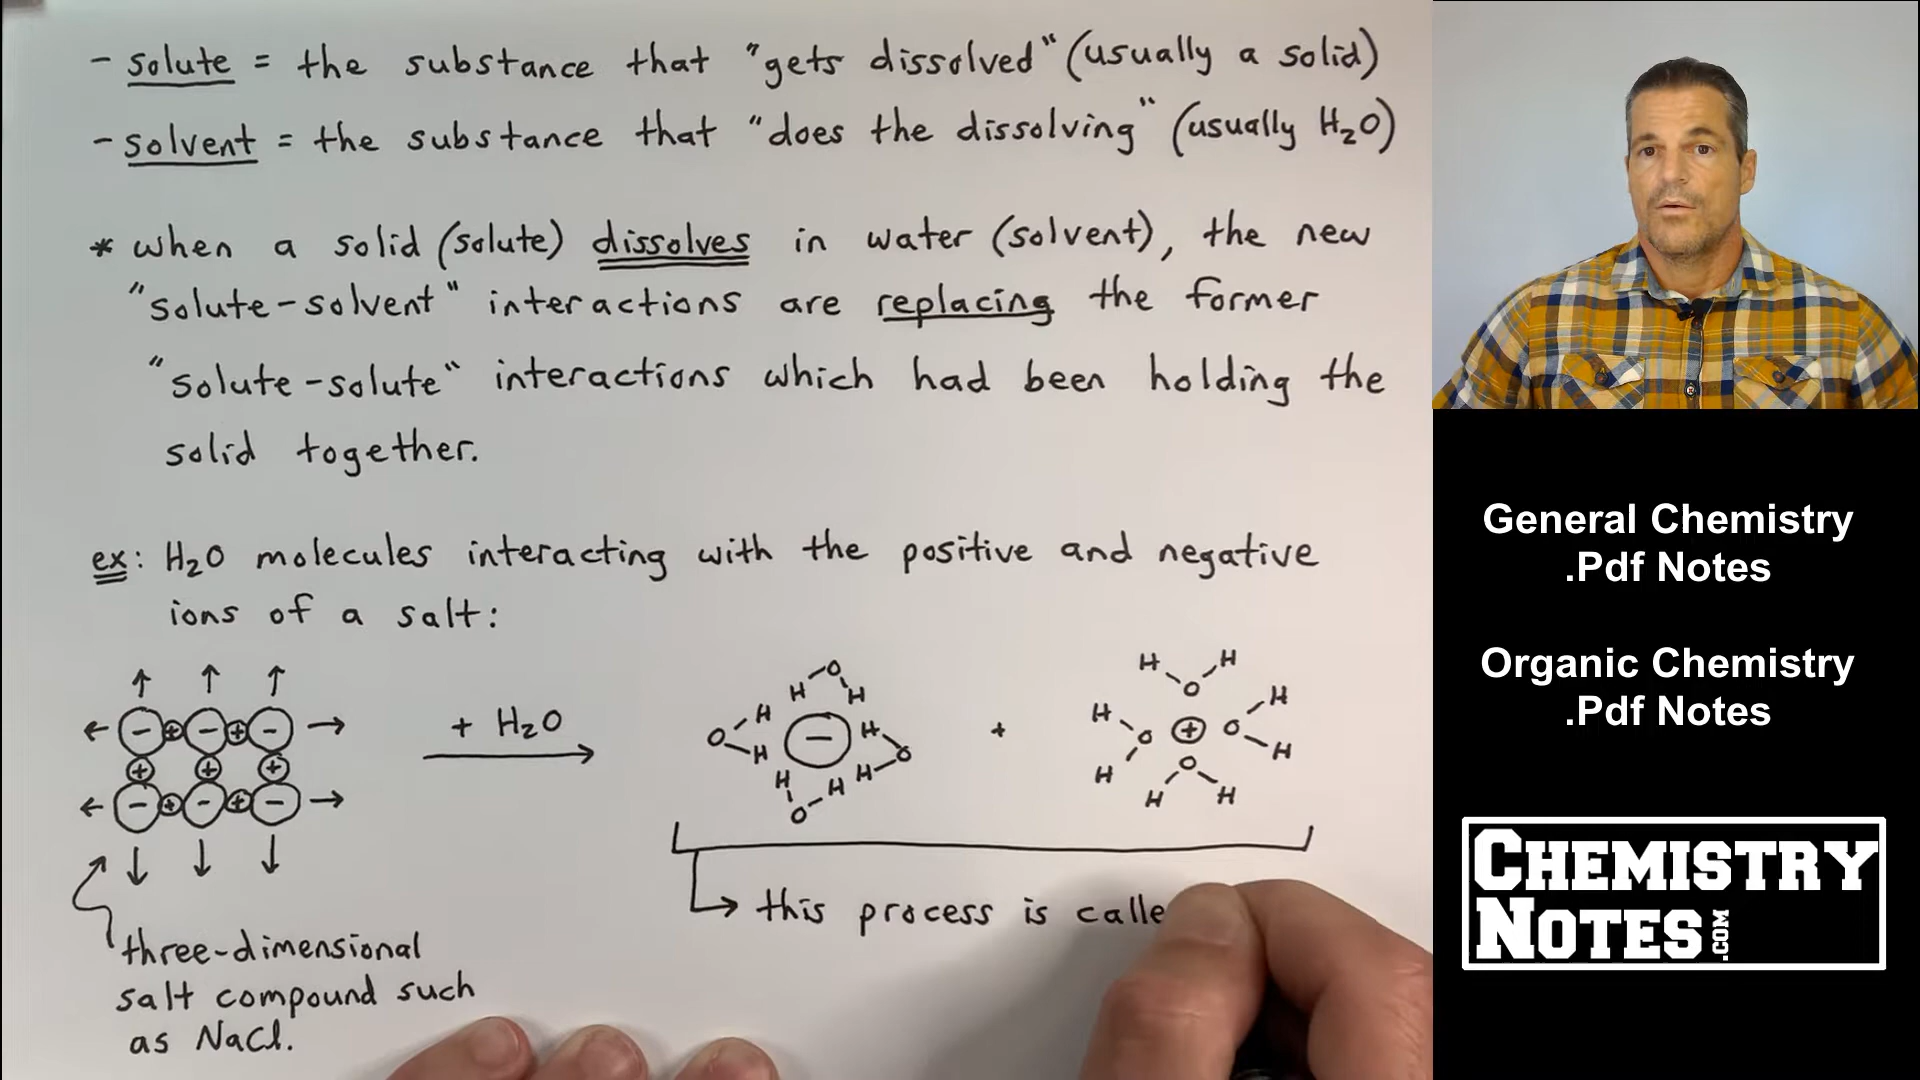 - solute = the substance that "gets dissolved" (usually a solid)
- solvent = the substance that "does the dissolving" (usually H₂O)
* when a solid (solute) dissolves in water (solvent), the new
"solute-solvent" interactions are replacing the former
"solute-solute" interactions which had been holding the
solid together.
ex: H₂O molecules interacting with the positive and negative
ions of a salt:
+ H₂O
+
this process is calle
three-dimensional
salt compound such
as NaCl.
General Chemistry
.Pdf Notes
Organic Chemistry
.Pdf Notes
CHEMISTRY
NOTES.COM